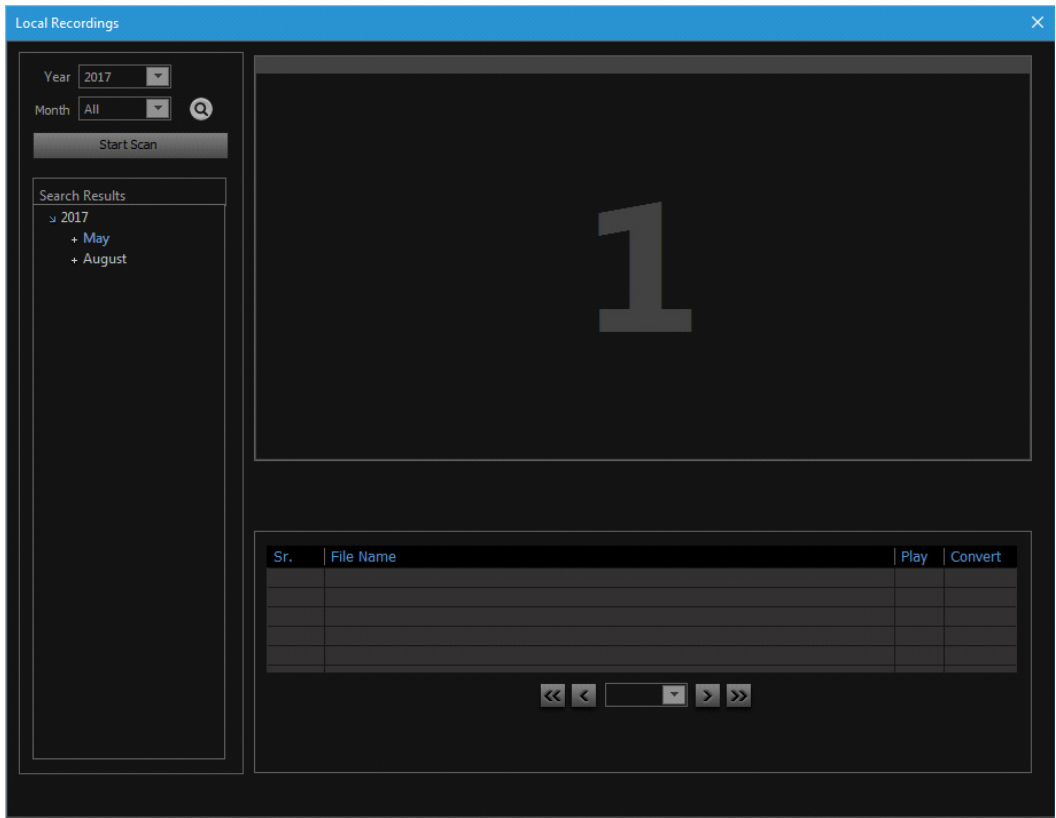 Local Recordings
Year 2017
Month All
Start Scan
Search Results
2017
+ May
+ August
1
Sr. File Name Play Convert